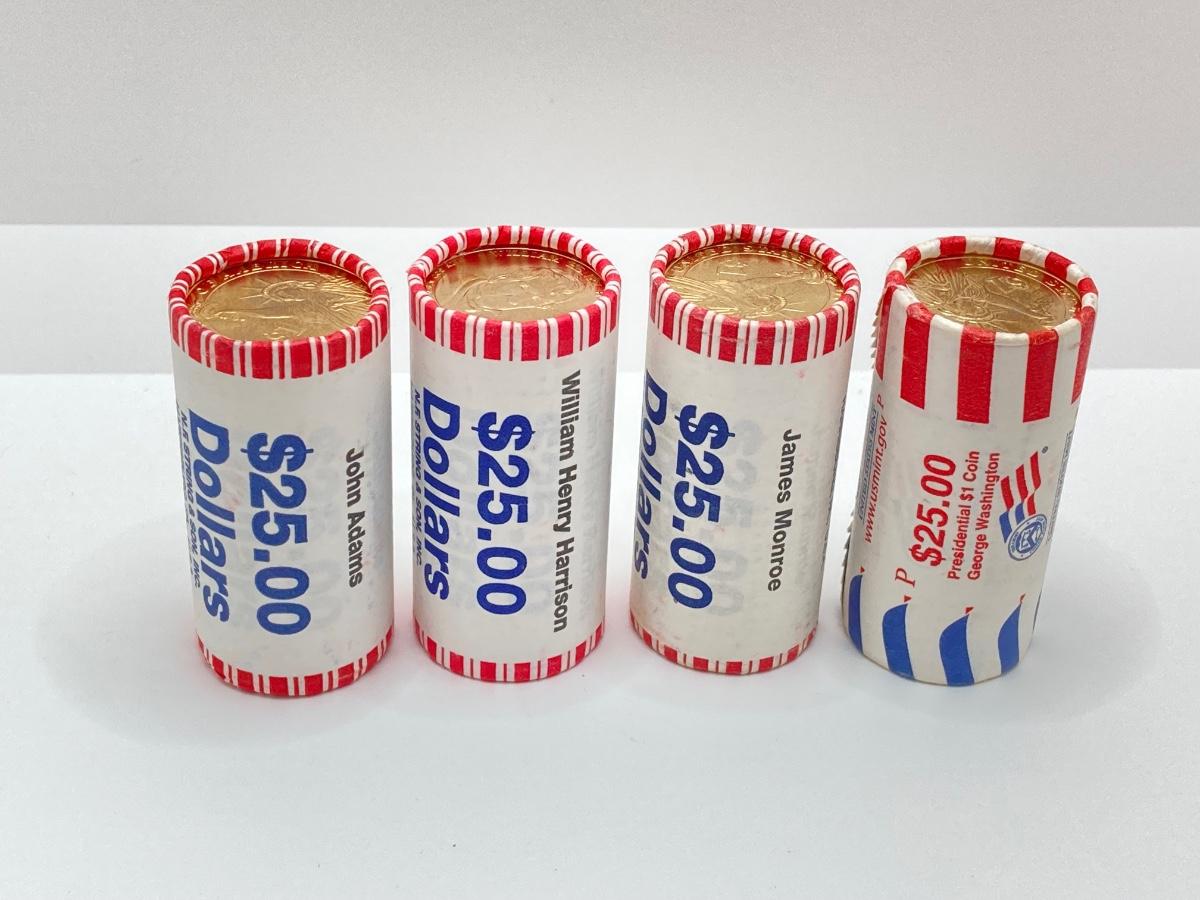 John Adams
$25.00
Dollars
N.F. STRING & SON, INC.
William Henry Harrison
$25.00
Dollars
N.F. STRING & SON, INC.
James Monroe
$25.00
Dollars
www.usmint.gov P
P
$25.00
Presidential $1 Coin
George Washington